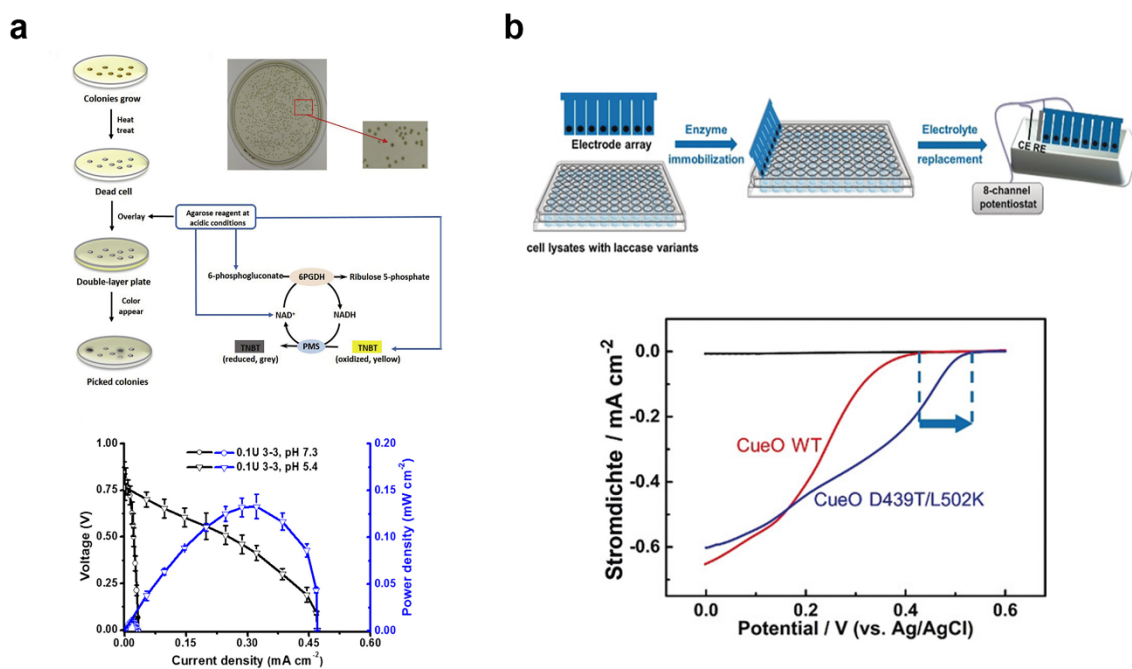 a
Colonies grow
Heat
treat
Dead cell
Overlay
Agarose reagent at
acidic conditions
Double-layer plate
6-phosphogluconate
6PGDH
Ribulose 5-phosphate
NAD⁺
NADH
Color
appear
TNBT
PMS
TNBT
(reduced, grey)
(oxidized, yellow)
Picked colonies
1.00
0.75
0.50
0.25
0.00
Voltage (V)
0.1U 3-3, pH 7.3
0.1U 3-3, pH 5.4
0.20
0.15
0.10
0.05
0.00
Power density (mW cm⁻²)
0.00 0.15 0.30 0.45 0.60
Current density (mA cm⁻²)
b
Electrode array
Enzyme
immobilization
Electrolyte
replacement
CE RE
8-channel
potentiostat
cell lysates with laccase variants
0.0
-0.2
-0.4
-0.6
Stromdichte / mA cm⁻²
CueO WT
CueO D439T/L502K
0.0 0.2 0.4 0.6
Potential / V (vs. Ag/AgCl)